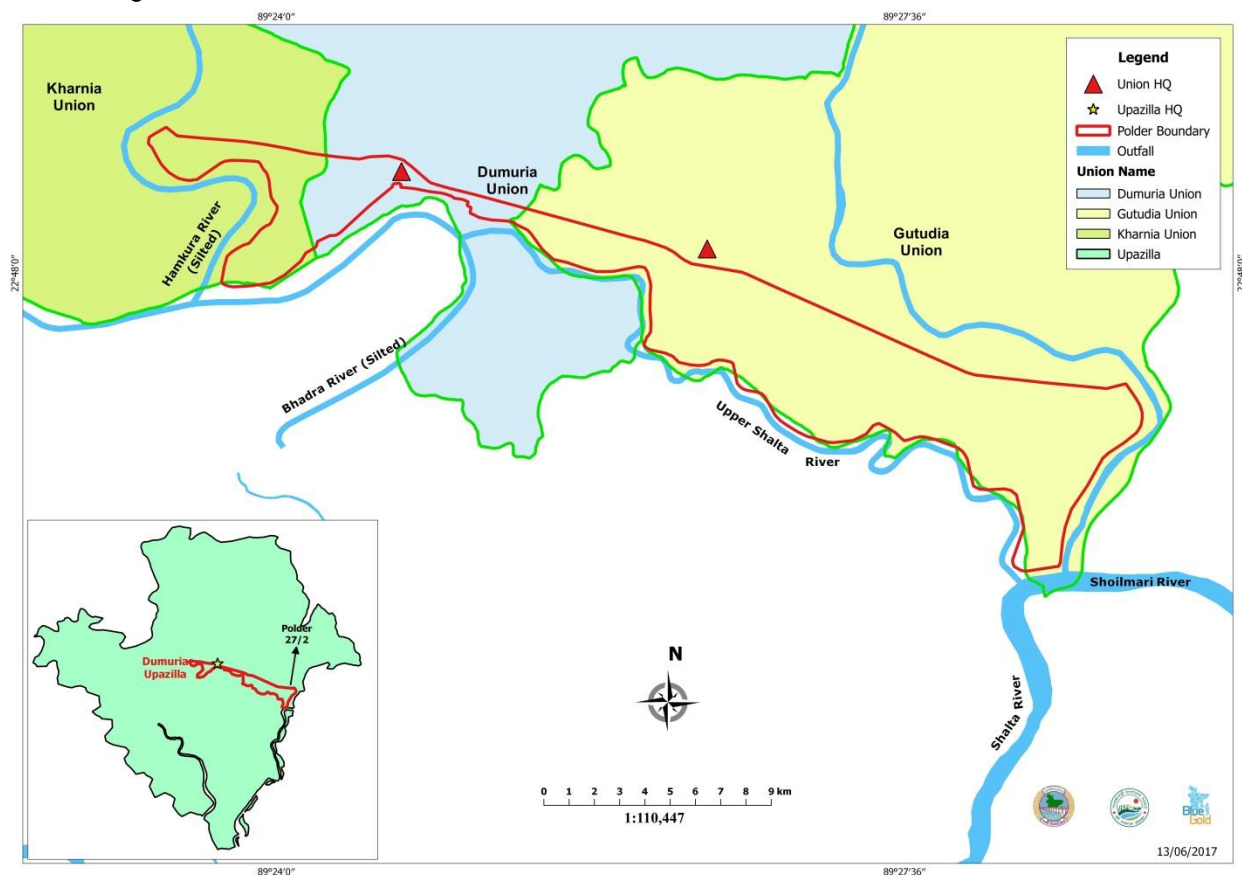 89°24′0″
89°27′36″
Kharnia
Union
Legend
Union HQ
Upazilla HQ
Polder Boundary
Outfall
Union Name
Dumuria Union
Gutudia Union
Kharnia Union
Upazilla
Dumuria
Union
Gutudia
Union
Hamkura River
(Silted)
22°48′0″
22°48′0″
Bhadra River (Silted)
Upper Shalta
River
Shoilmari River
Shalta River
Polder
27/2
Dumuria
Upazilla
N
0 1 2 3 4 5 6 7 8 9 km
1:110,447
Blue
Gold
13/06/2017
89°24′0″
89°27′36″